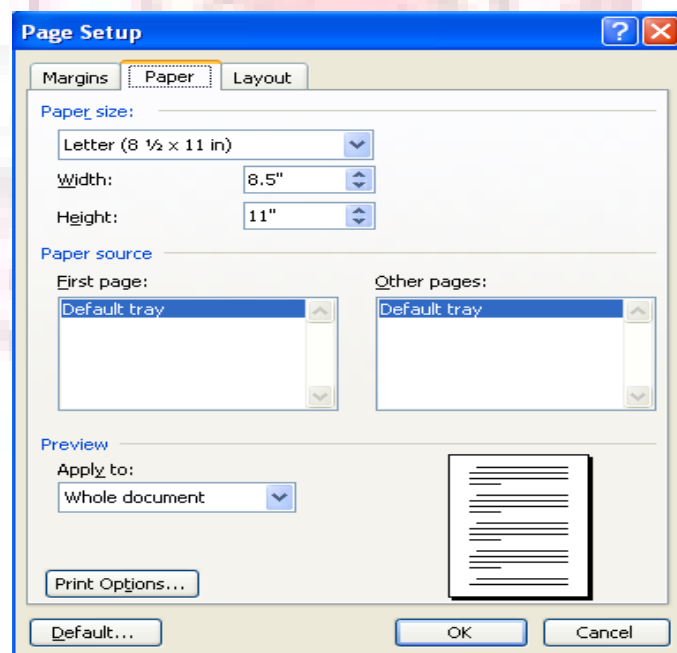 Page Setup
Margins Paper Layout
Paper size:
Letter (8 ½ x 11 in)
Width: 8.5"
Height: 11"
Paper source
First page: Other pages:
Default tray Default tray
Preview
Apply to:
Whole document
Print Options...
Default... OK Cancel